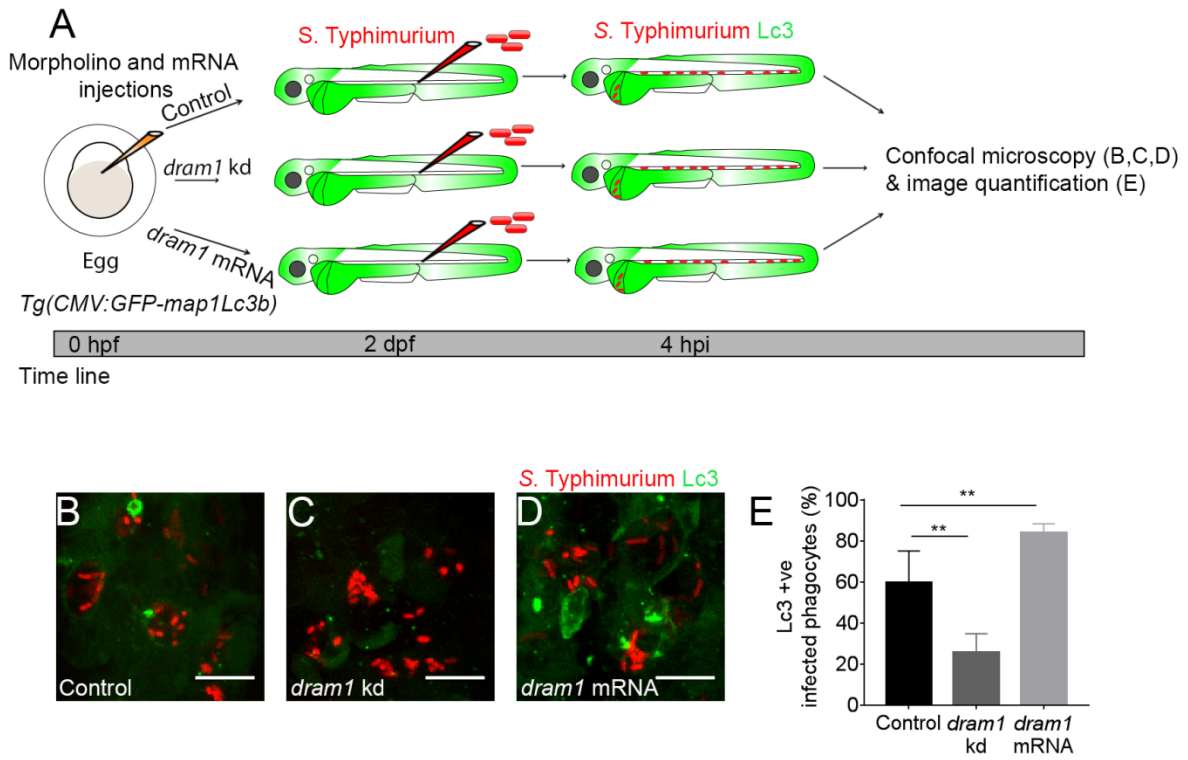 A
S. Typhimurium
S. Typhimurium Lc3
Morpholino and mRNA
injections
Control
dram1 kd
dram1 mRNA
Egg
Tg(CMV:GFP-map1Lc3b)
Confocal microscopy (B,C,D)
& image quantification (E)
0 hpf
2 dpf
4 hpi
Time line
S. Typhimurium Lc3
B
Control
C
dram1 kd
D
dram1 mRNA
E
Lc3 +ve
infected phagocytes (%)
100
80
60
40
20
0
**
**
Control
dram1
kd
dram1
mRNA